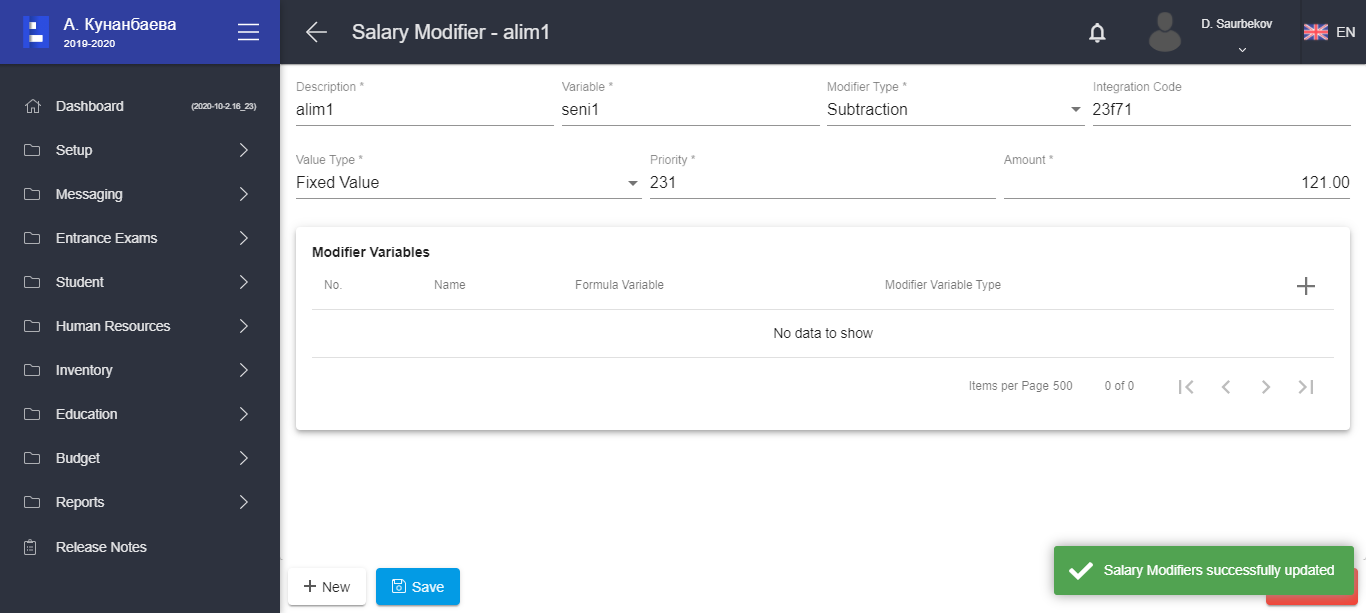 А. Кунанбаева
2019-2020
Salary Modifier - alim1
D. Saurbekov
EN
Dashboard
(2020-10-2.16_23)
Setup
Messaging
Entrance Exams
Student
Human Resources
Inventory
Education
Budget
Reports
Release Notes
Description * Variable * Modifier Type * Integration Code
alim1 seni1 Subtraction 23f71
Value Type * Priority * Amount *
Fixed Value 231 121.00
Modifier Variables
No. Name Formula Variable Modifier Variable Type
No data to show
Items per Page 500 0 of 0
New Save
Salary Modifiers successfully updated